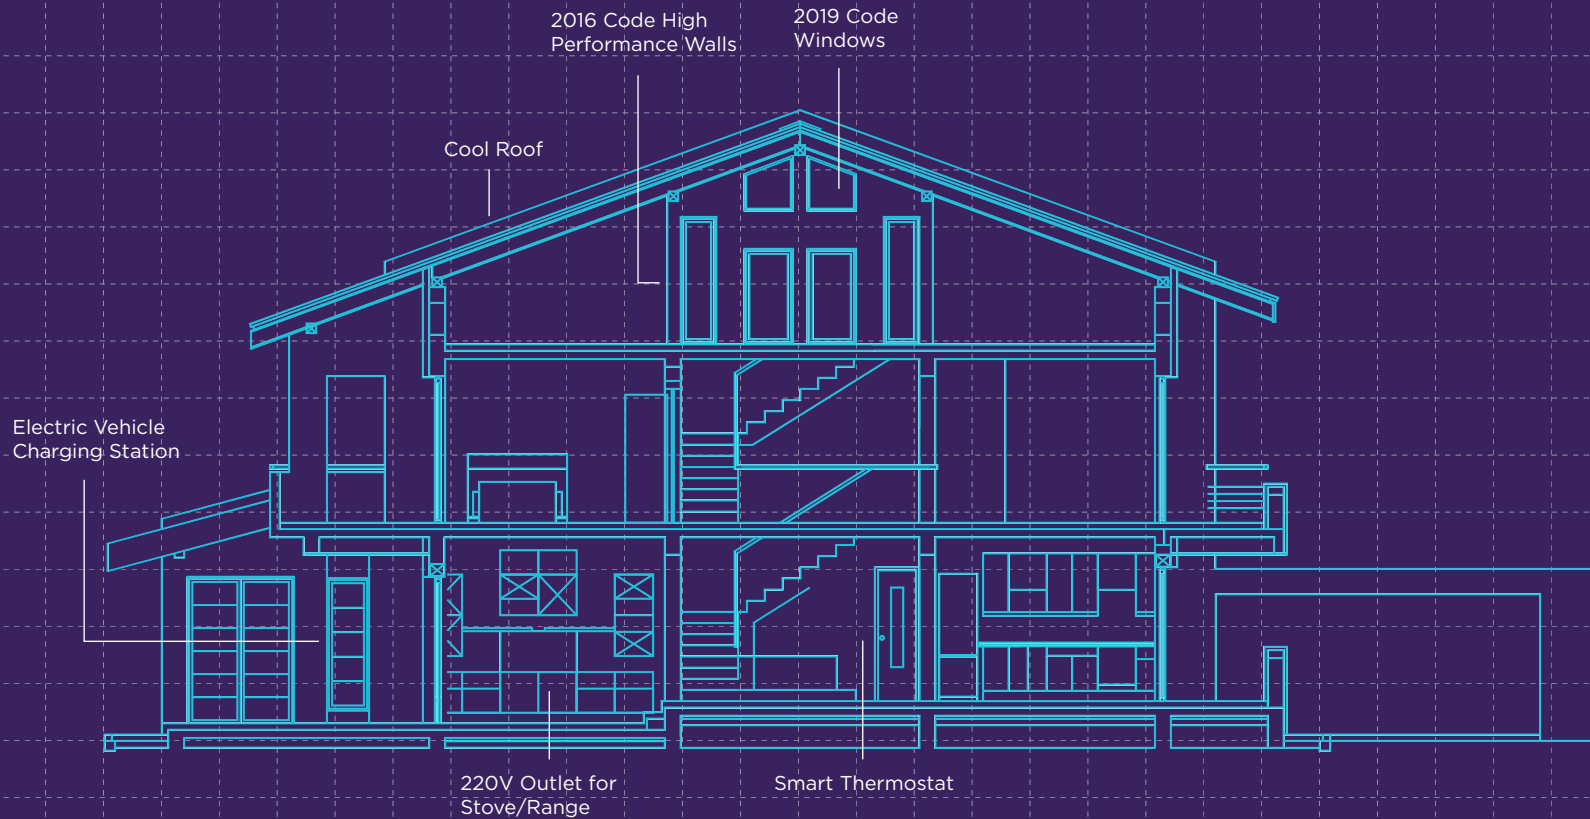 2016 Code High
Performance Walls
2019 Code
Windows
Cool Roof
Electric Vehicle
Charging Station
220V Outlet for
Stove/Range
Smart Thermostat